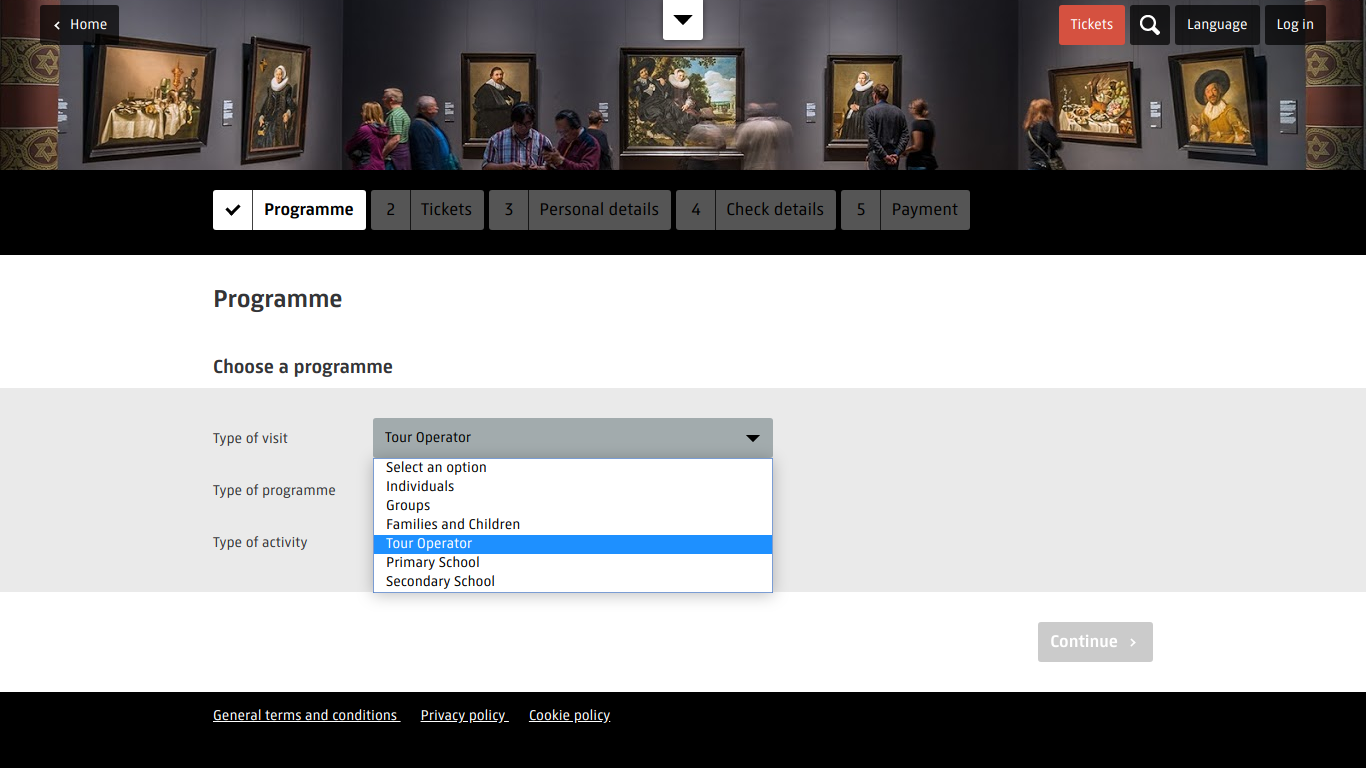 Home
Tickets
Language
Log in
Programme
2 Tickets
3 Personal details
4 Check details
5 Payment
Programme
Choose a programme
Type of visit
Tour Operator
Select an option
Individuals
Groups
Families and Children
Tour Operator
Primary School
Secondary School
Type of programme
Type of activity
Continue
General terms and conditions
Privacy policy
Cookie policy